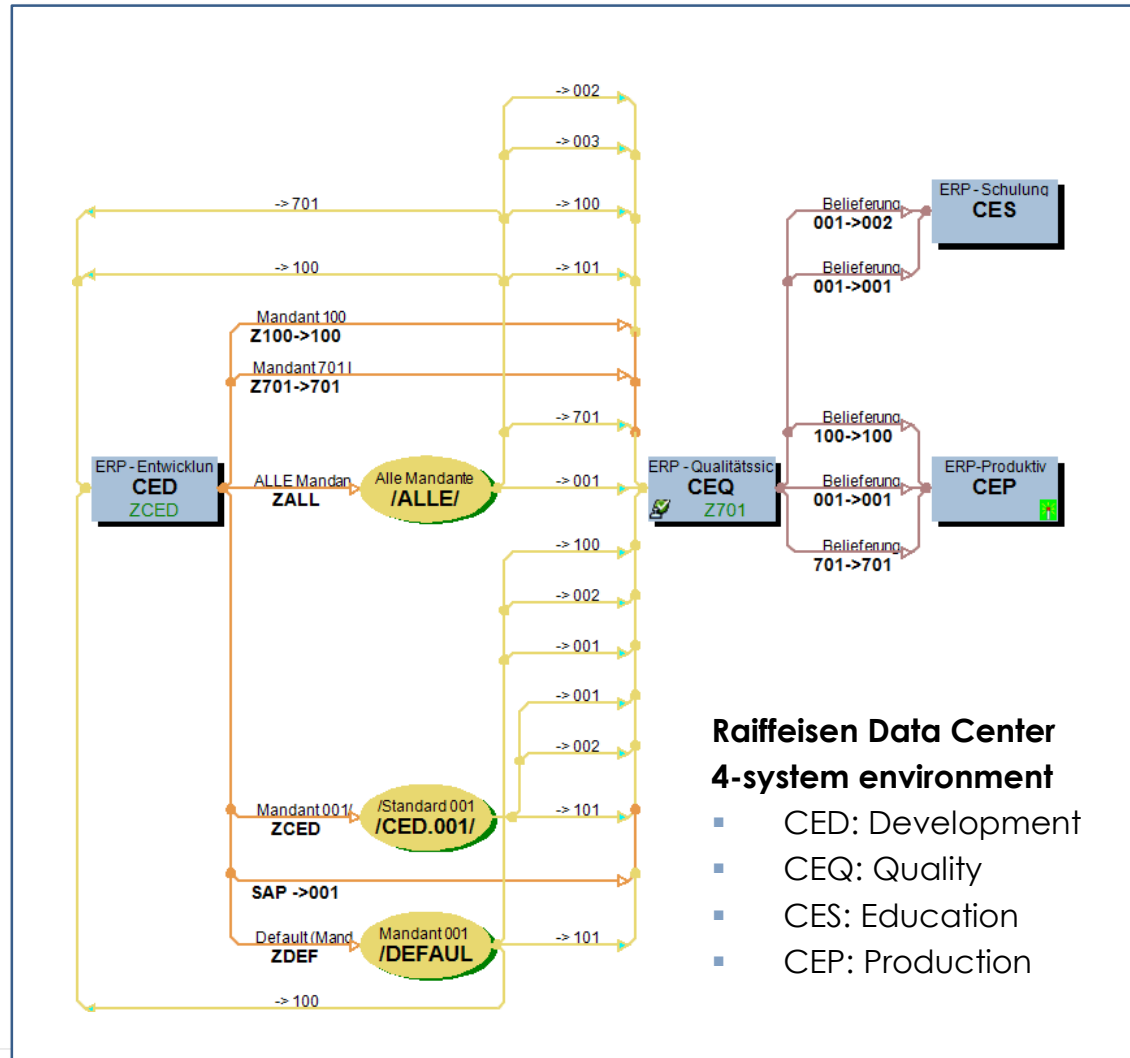 -> 002
-> 003
-> 701
-> 100
-> 100
-> 101
ERP - Schulung
CES
Belieferung
001->002
Belieferung
001->001
Mandant 100
Z100->100
Mandant 701 I
Z701->701
-> 701
Belieferung
100->100
ERP - Entwicklun
CED
ZCED
ALLE Mandan
ZALL
Alle Mandante
/ALLE/
-> 001
ERP - Qualitätssic
CEQ
Z701
Belieferung
001->001
ERP-Produktiv
CEP
-> 100
Belieferung
701->701
-> 002
-> 001
-> 001
-> 002
Raiffeisen Data Center
4-system environment
▪ CED: Development
▪ CEQ: Quality
▪ CES: Education
▪ CEP: Production
Mandant 001/
ZCED
/Standard 001
/CED.001/
-> 101
SAP ->001
Default (Mand
ZDEF
Mandant 001
/DEFAUL
-> 101
-> 100